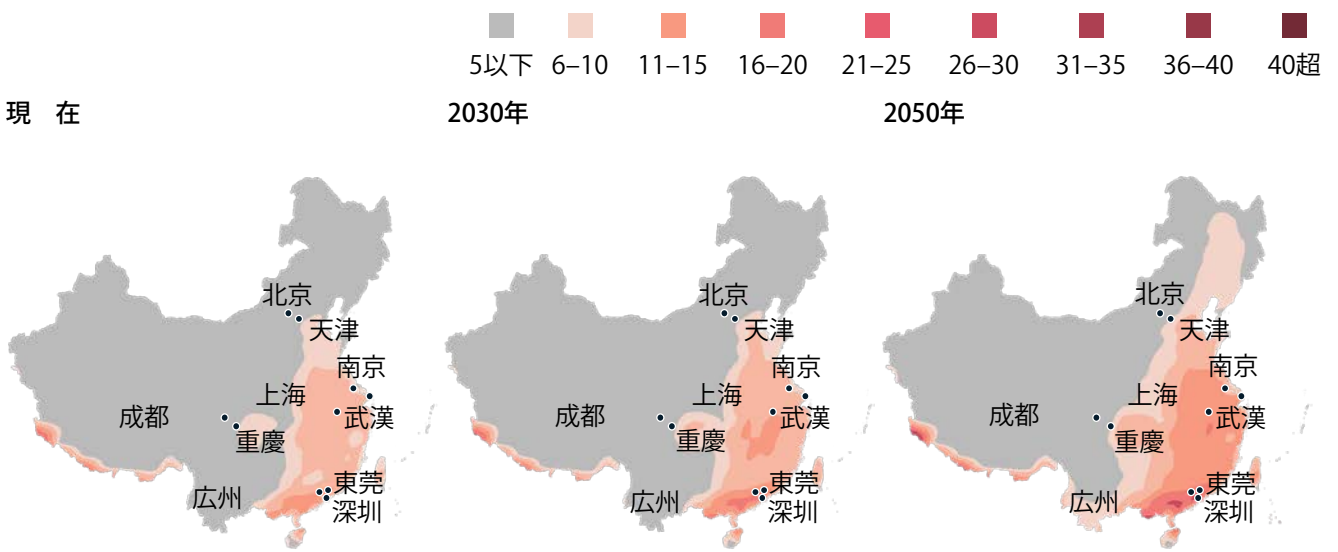 5以下 6–10 11–15 16–20 21–25 26–30 31–35 36–40 40超
現 在 2030年 2050年
北京 北京 北京
天津 天津 天津
南京 南京 南京
上海 上海 上海
成都 武漢 成都 武漢 成都 武漢
重慶 重慶 重慶
広州 東莞 広州 東莞 広州 東莞
深圳 深圳 深圳